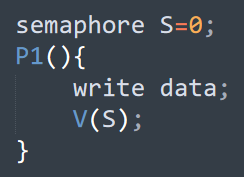 semaphore S=0;
P1(){
    write data;
    V(S);
}